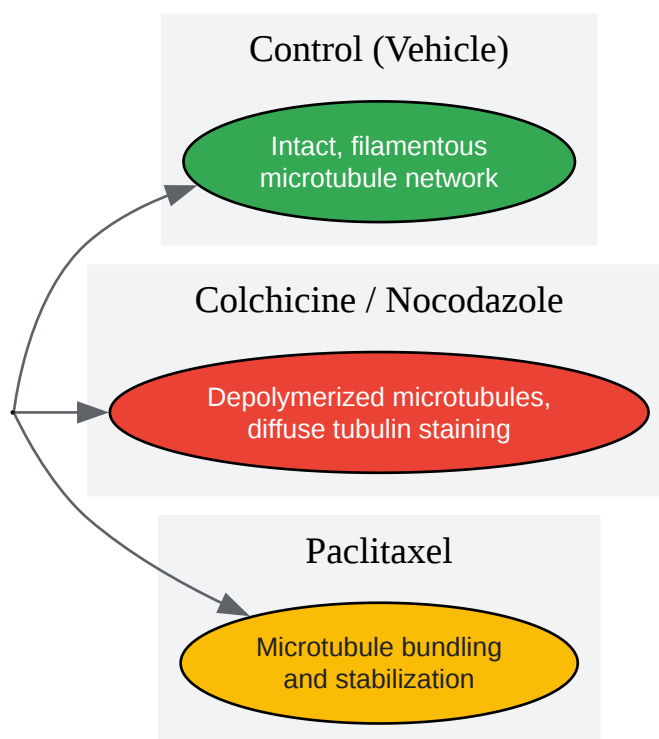 Control (Vehicle)
Intact, filamentous
microtubule network
Colchicine / Nocodazole
Depolymerized microtubules,
diffuse tubulin staining
Paclitaxel
Microtubule bundling
and stabilization